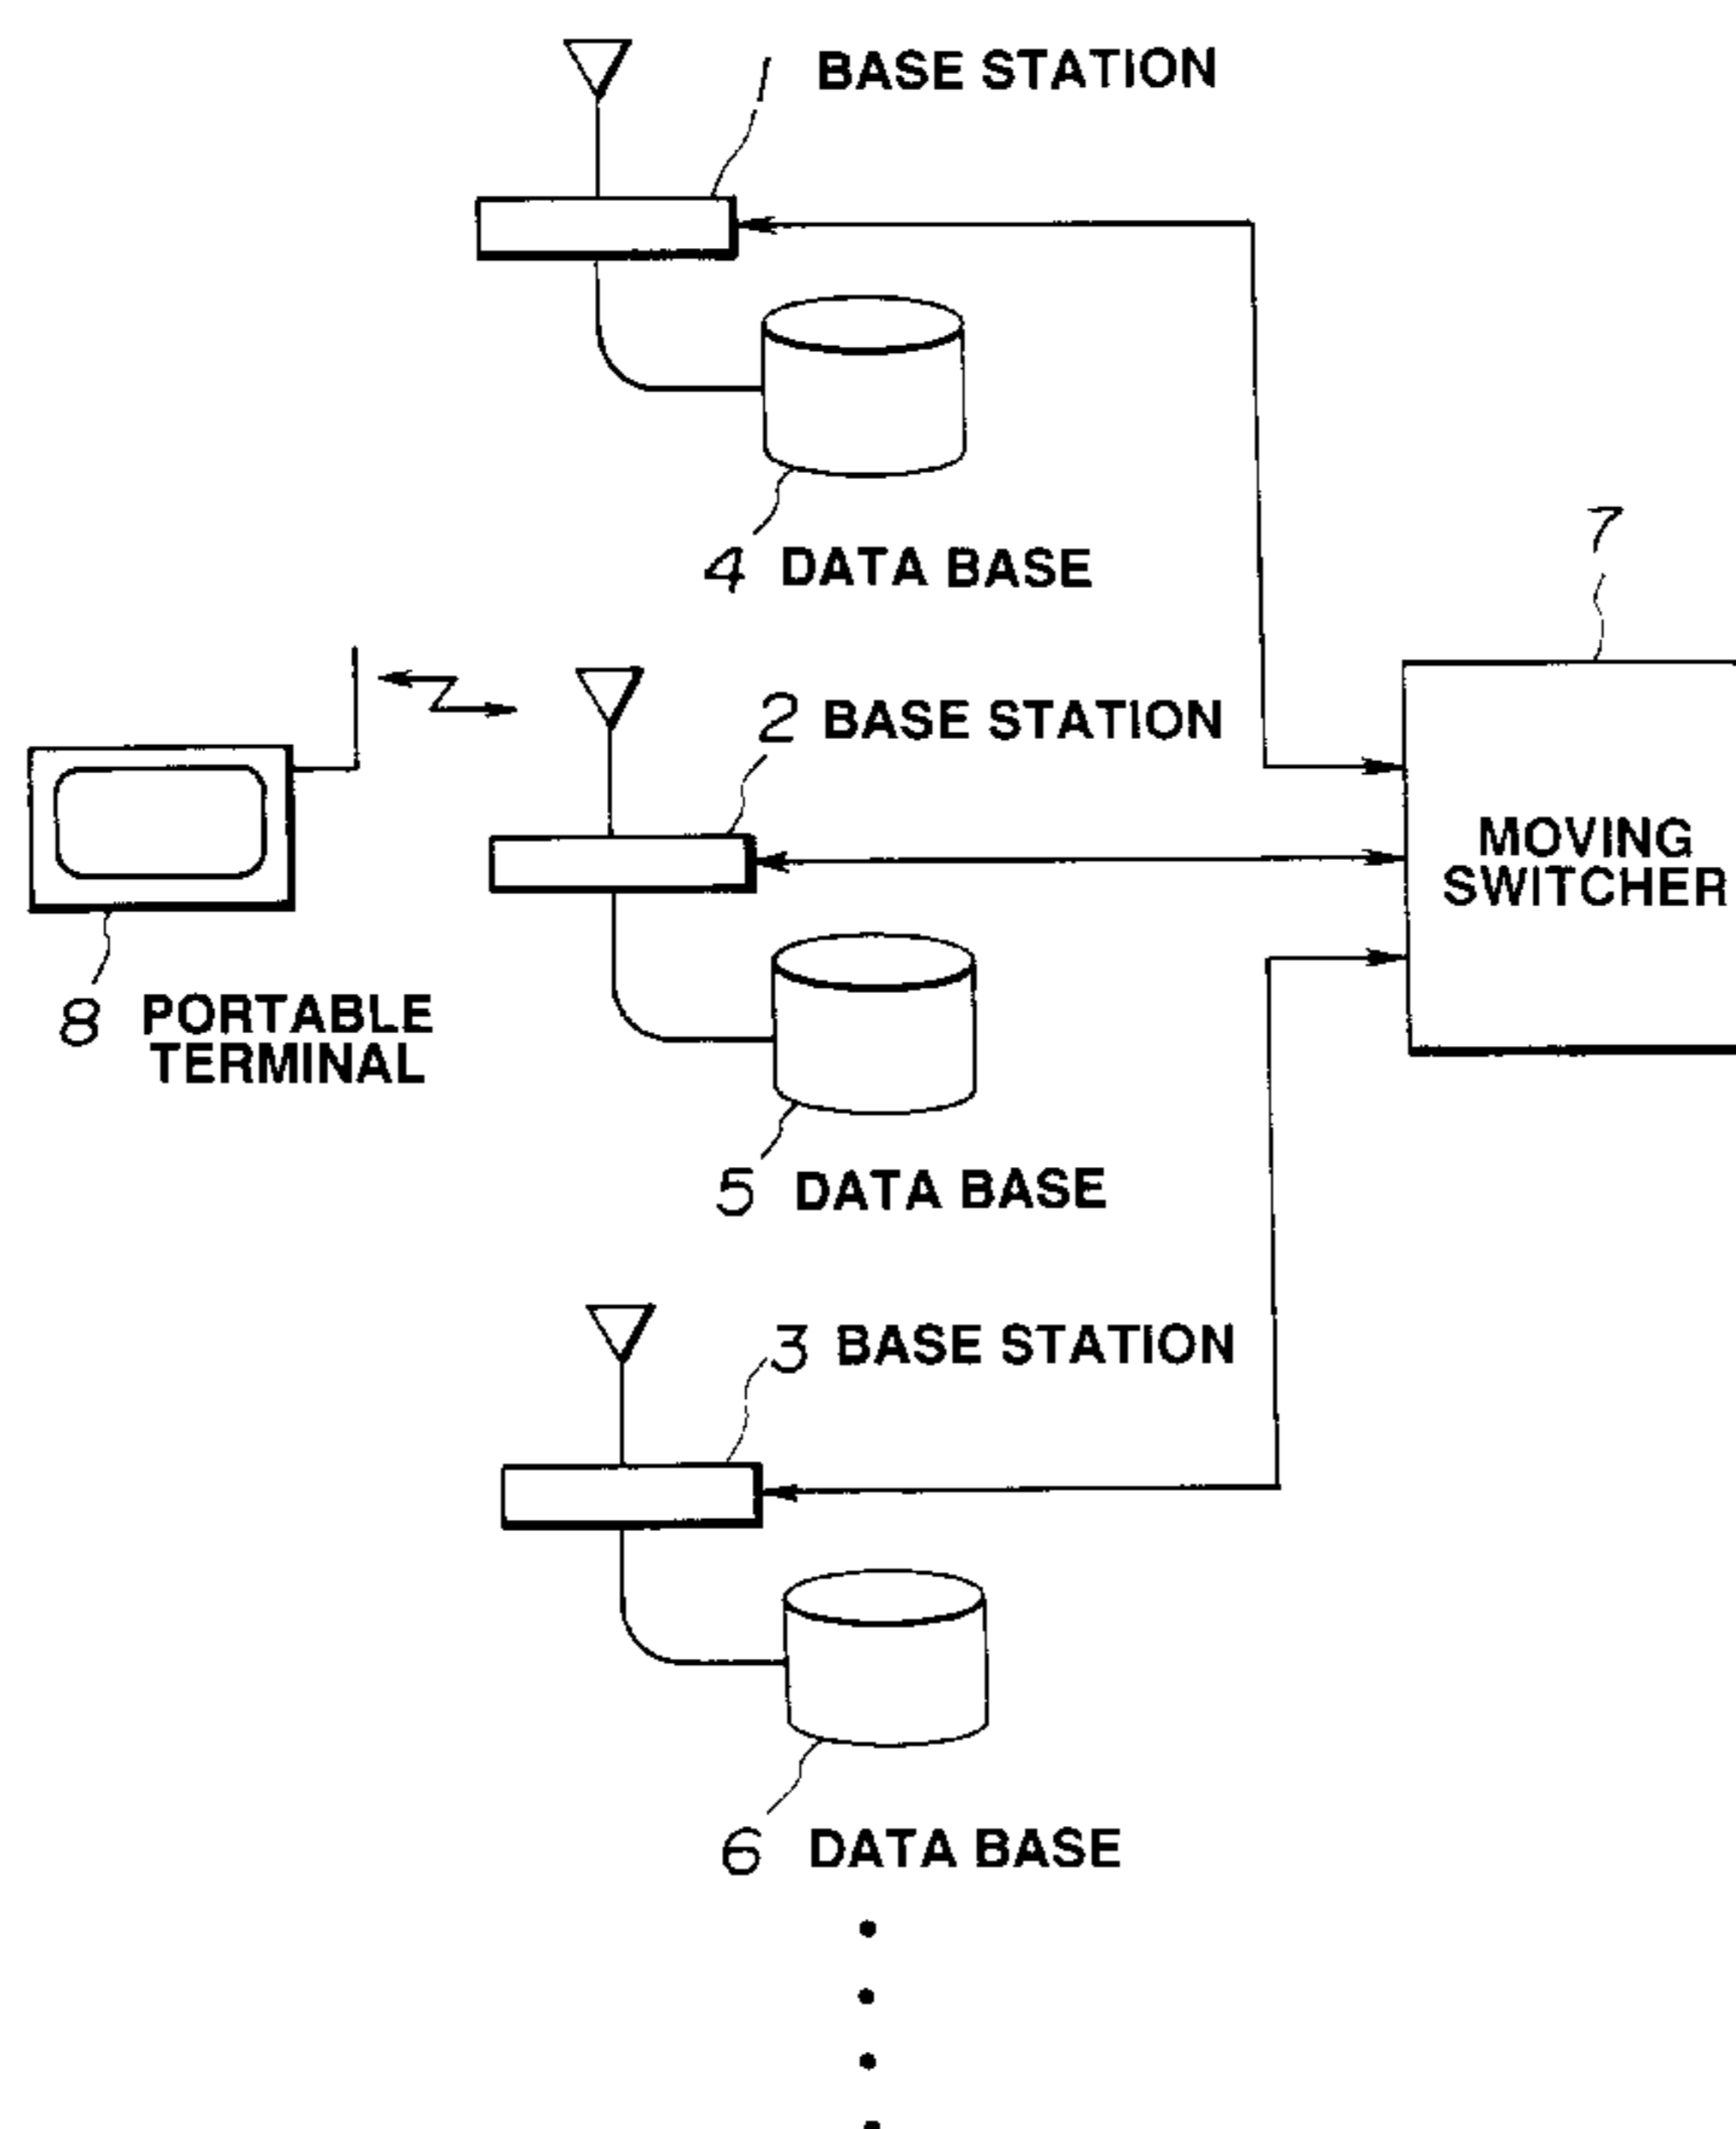 1 BASE STATION
4 DATA BASE
7
2 BASE STATION
MOVING
SWITCHER
8 PORTABLE
TERMINAL
5 DATA BASE
3 BASE STATION
6 DATA BASE